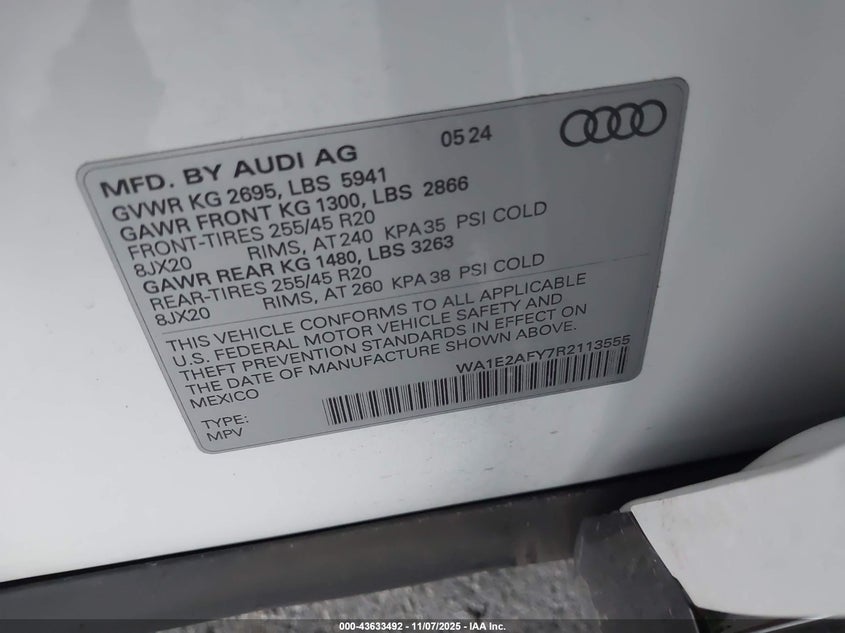 MFD. BY AUDI AG 05 24
GVWR KG 2695, LBS 5941
GAWR FRONT KG 1300, LBS 2866
FRONT-TIRES 255/45 R20
8JX20 RIMS, AT 240 KPA 35 PSI COLD
GAWR REAR KG 1480, LBS 3263
REAR-TIRES 255/45 R20
8JX20 RIMS, AT 260 KPA 38 PSI COLD
THIS VEHICLE CONFORMS TO ALL APPLICABLE
U.S. FEDERAL MOTOR VEHICLE SAFETY AND
THEFT PREVENTION STANDARDS IN EFFECT ON
THE DATE OF MANUFACTURE SHOWN ABOVE.
MEXICO WA1E2AFY7R2113555
TYPE:
MPV
000-43633492 - 11/07/2025 - IAA Inc.